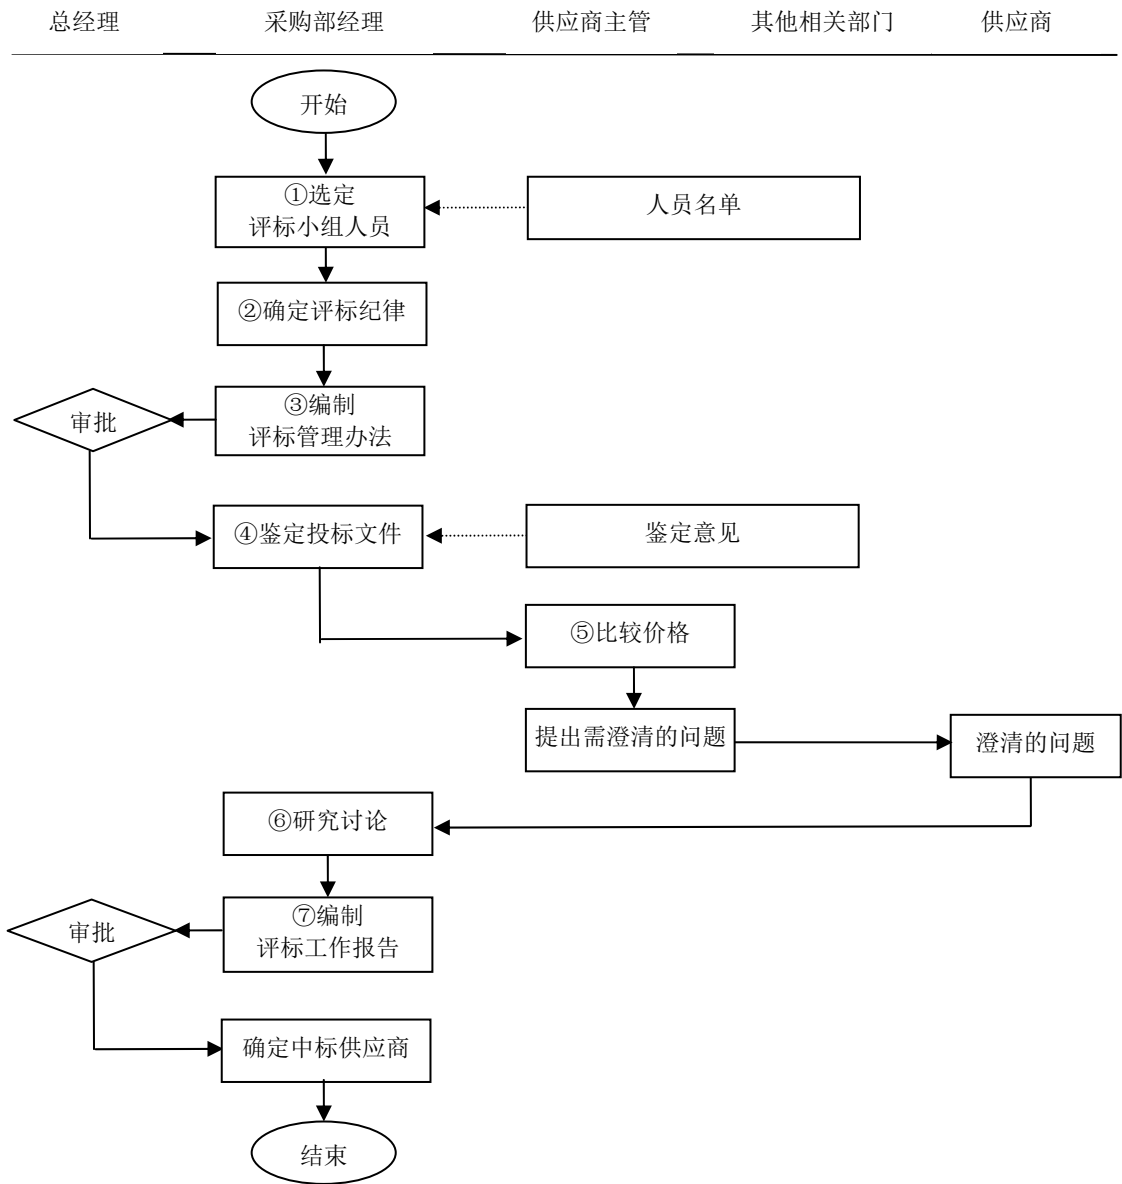 总经理
采购部经理
供应商主管
其他相关部门
供应商
开始
①选定
评标小组人员
人员名单
②确定评标纪律
③编制
评标管理办法
审批
④鉴定投标文件
鉴定意见
⑤比较价格
提出需澄清的问题
澄清的问题
⑥研究讨论
⑦编制
评标工作报告
审批
确定中标供应商
结束